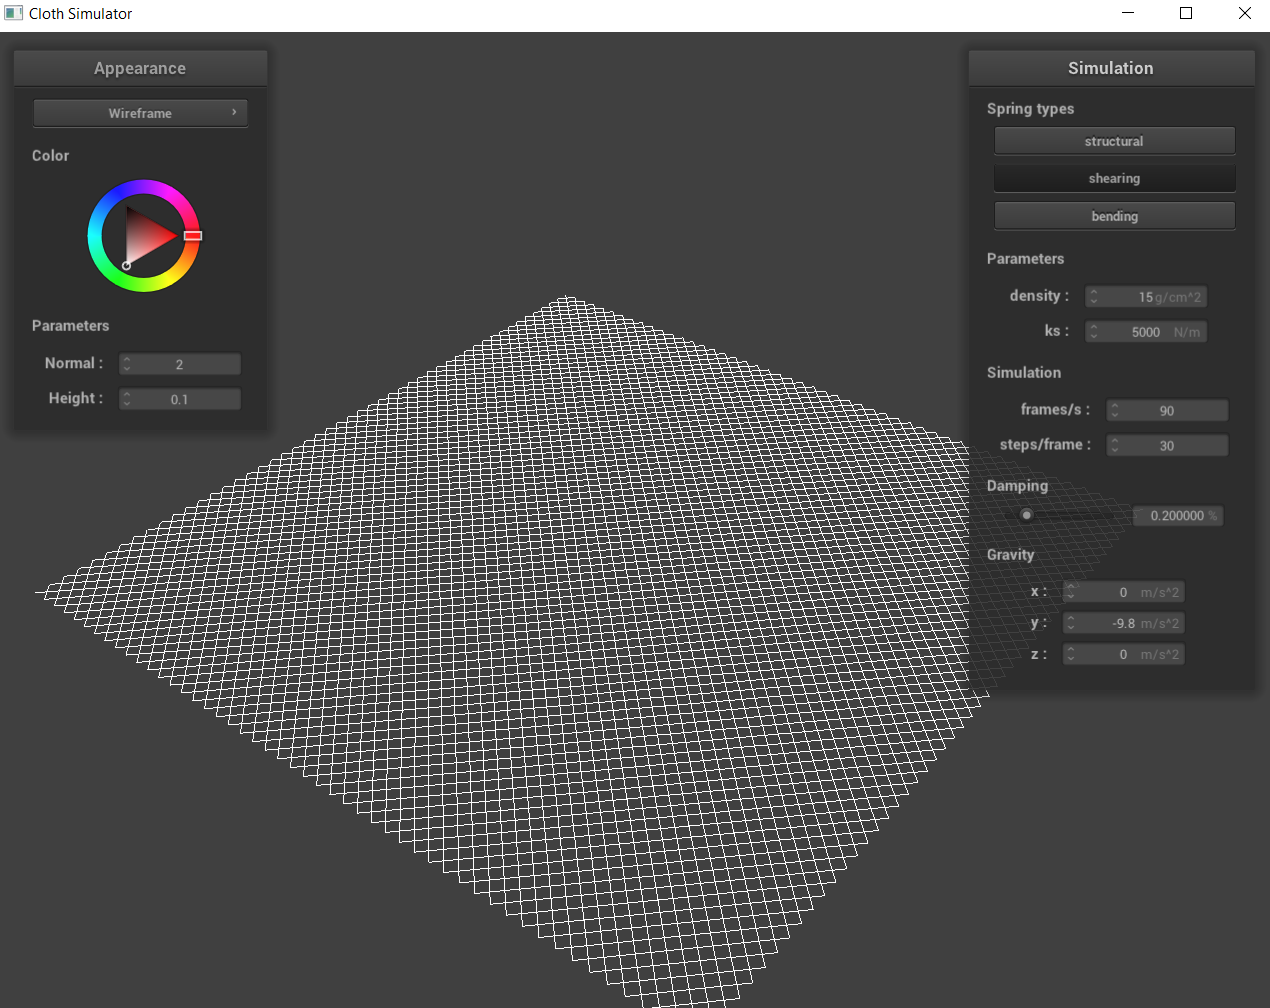 Cloth Simulator
Appearance
Wireframe
Color
Parameters
Normal : 2
Height : 0.1
Simulation
Spring types
structural
shearing
bending
Parameters
density : 15 g/cm^2
ks : 5000 N/m
Simulation
frames/s : 90
steps/frame : 30
Damping
0.200000 %
Gravity
x : 0 m/s^2
y : -9.8 m/s^2
z : 0 m/s^2